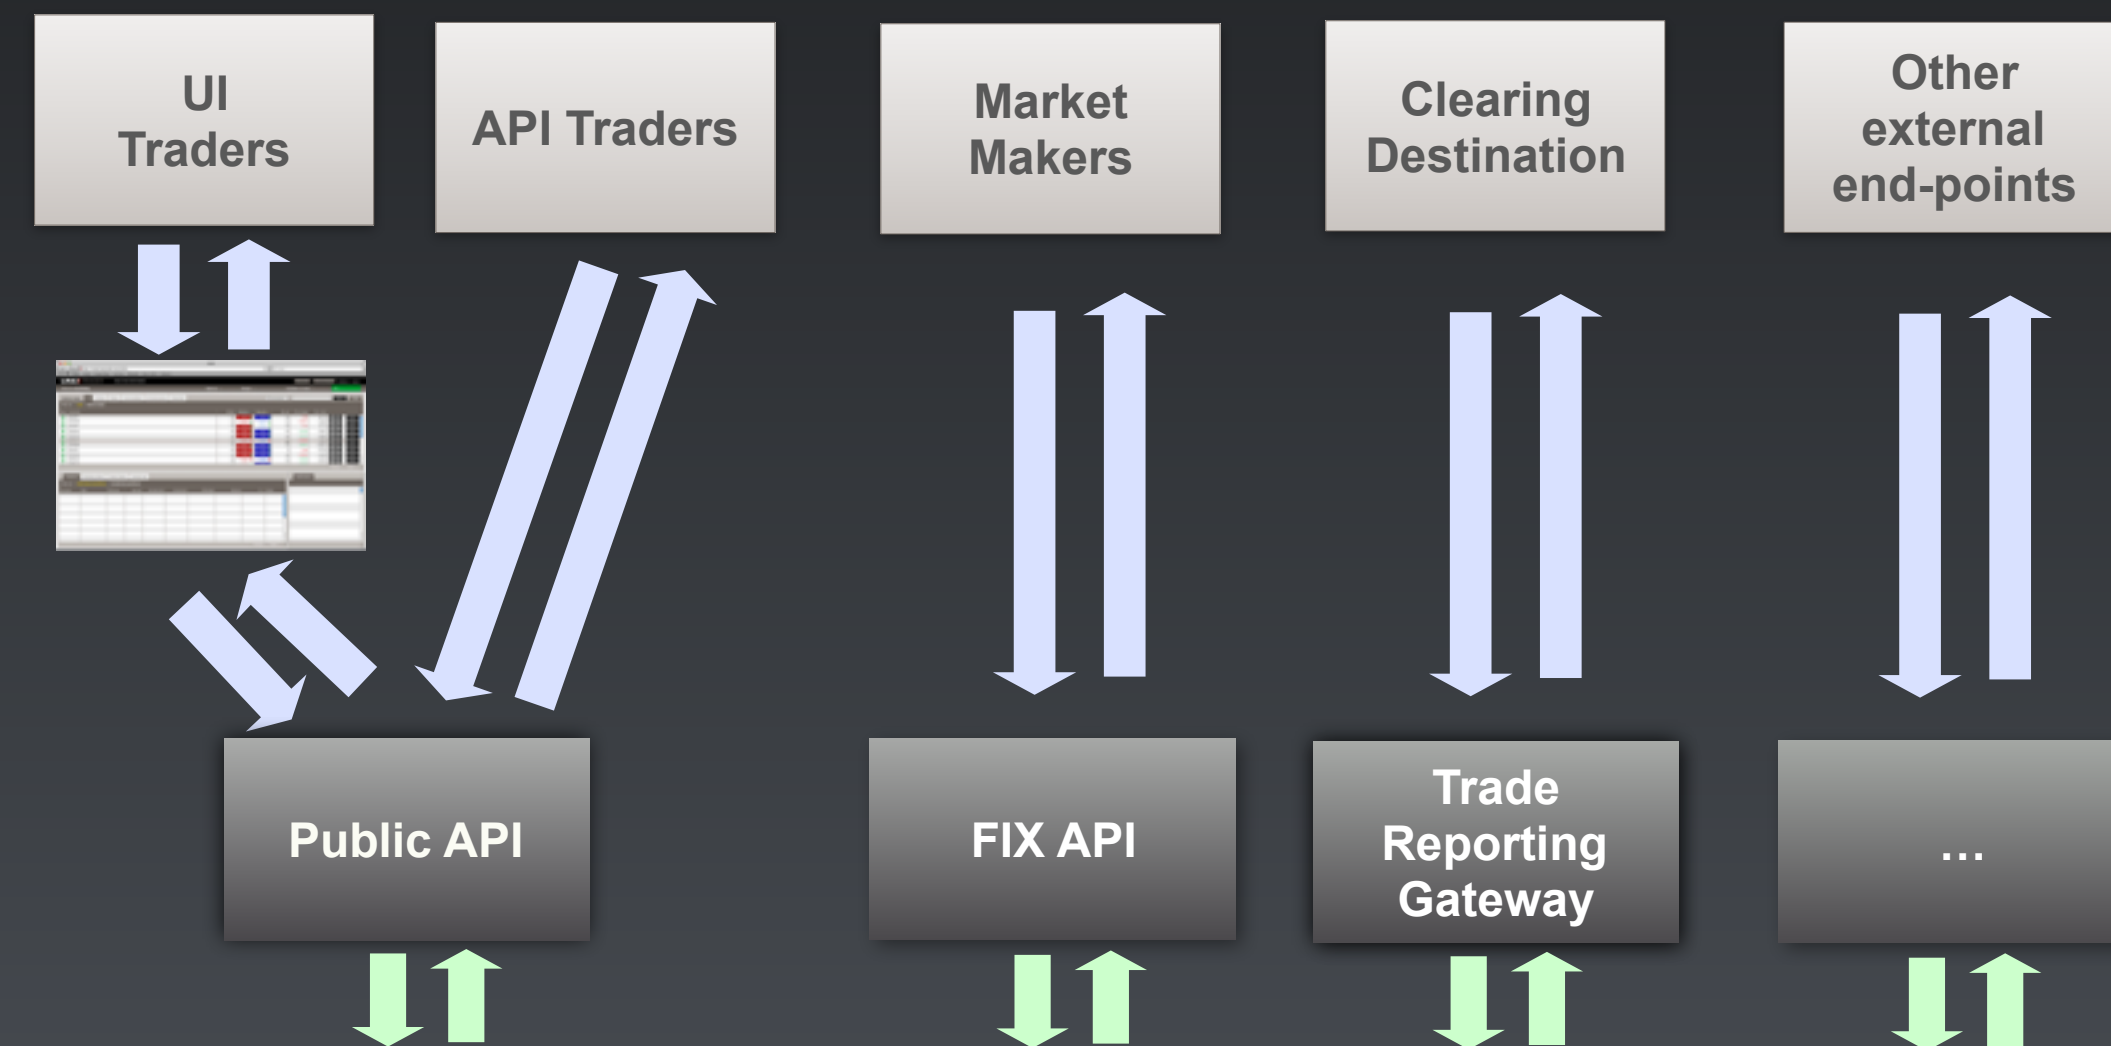 UI
Traders
API Traders
Market
Makers
Clearing
Destination
Other
external
end-points
Public API
FIX API
Trade
Reporting
Gateway
...